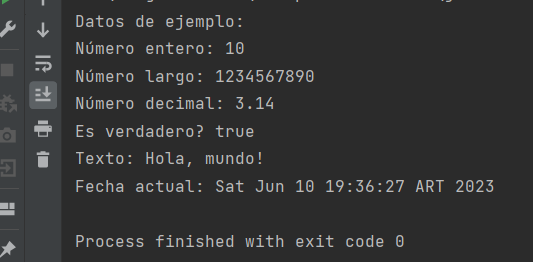 Datos de ejemplo:
Número entero: 10
Número largo: 1234567890
Número decimal: 3.14
Es verdadero? true
Texto: Hola, mundo!
Fecha actual: Sat Jun 10 19:36:27 ART 2023
Process finished with exit code 0